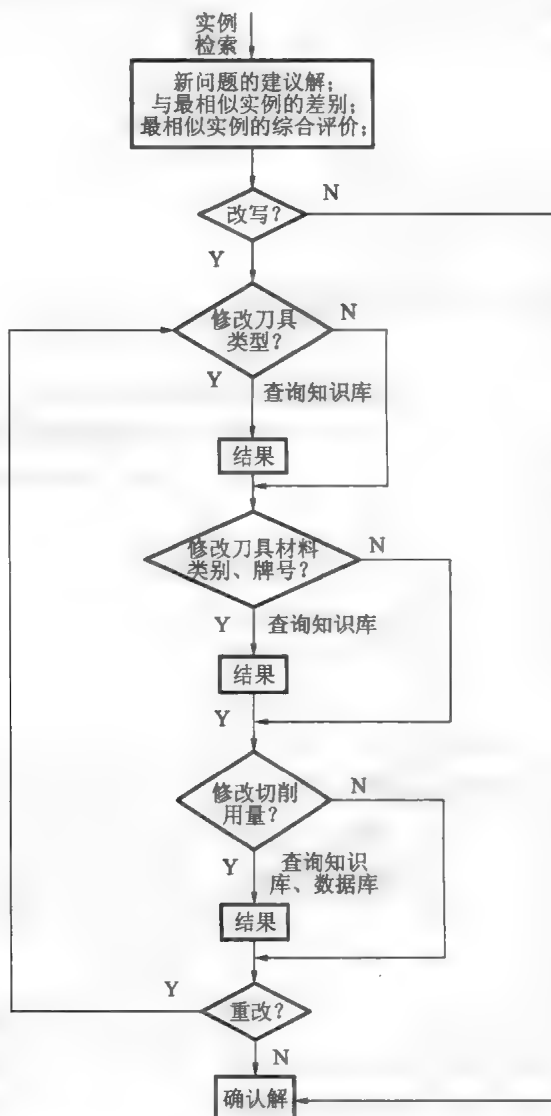 实例
检索
新问题的建议解；
与最相似实例的差别；
最相似实例的综合评价；
改写？
N
Y
修改刀具
类型？
N
Y
查询知识库
结果
修改刀具材料
类别、牌号？
N
Y
查询知识库
结果
Y
修改切削
用量？
N
Y
查询知识
库、数据库
结果
Y
重改？
N
确认解